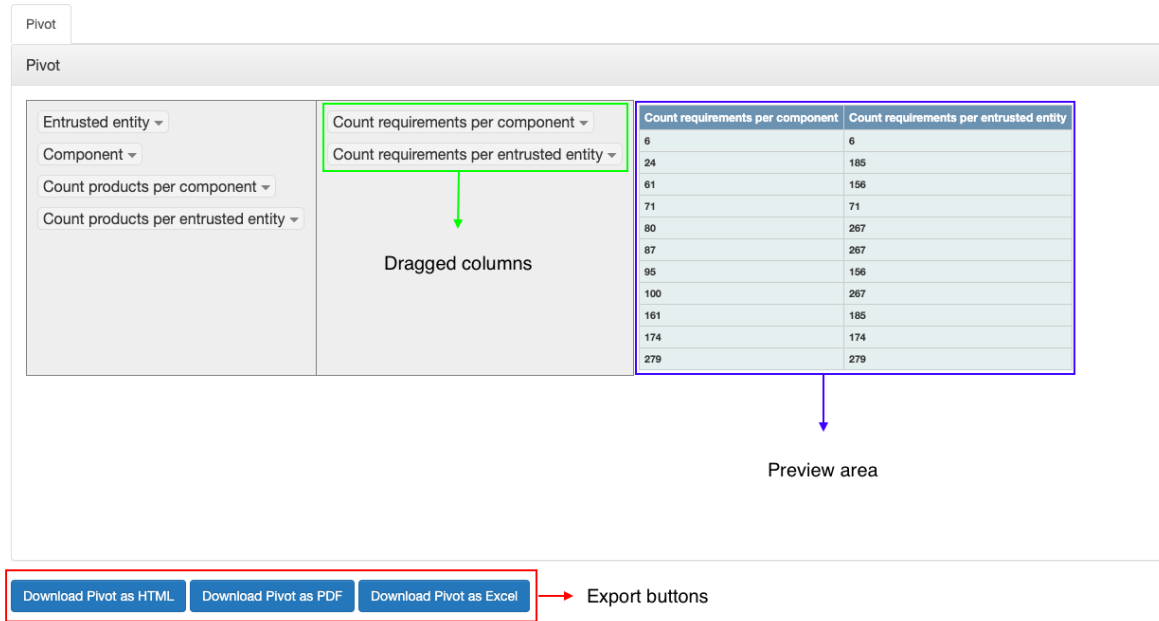 Pivot
Pivot
Entrusted entity
Component
Count products per component
Count products per entrusted entity
Count requirements per component
Count requirements per entrusted entity
Dragged columns
Count requirements per component Count requirements per entrusted entity
6 6
24 185
61 156
71 71
80 267
87 267
95 156
100 267
161 185
174 174
279 279
Preview area
Download Pivot as HTML Download Pivot as PDF Download Pivot as Excel Export buttons